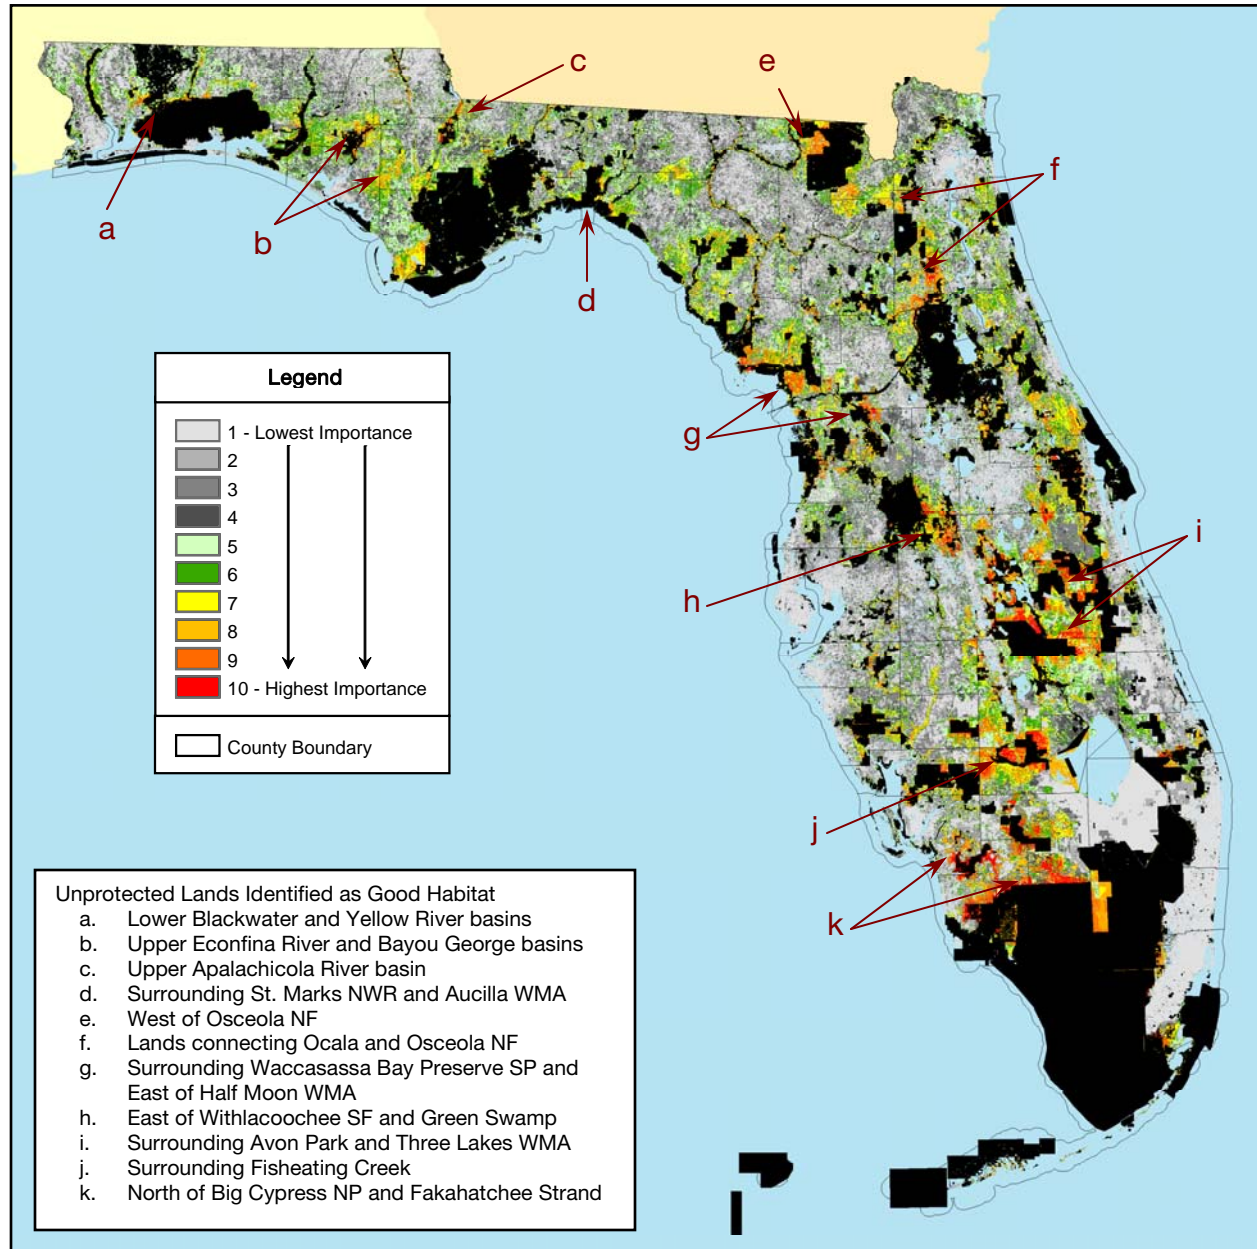 c
e
f
a
b
d
g
h
i
j
k
Legend
1 - Lowest Importance
2
3
4
5
6
7
8
9
10 - Highest Importance
County Boundary
Unprotected Lands Identified as Good Habitat
a. Lower Blackwater and Yellow River basins
b. Upper Econfina River and Bayou George basins
c. Upper Apalachicola River basin
d. Surrounding St. Marks NWR and Aucilla WMA
e. West of Osceola NF
f. Lands connecting Ocala and Osceola NF
g. Surrounding Waccasassa Bay Preserve SP and
East of Half Moon WMA
h. East of Withlacoochee SF and Green Swamp
i. Surrounding Avon Park and Three Lakes WMA
j. Surrounding Fisheating Creek
k. North of Big Cypress NP and Fakahatchee Strand